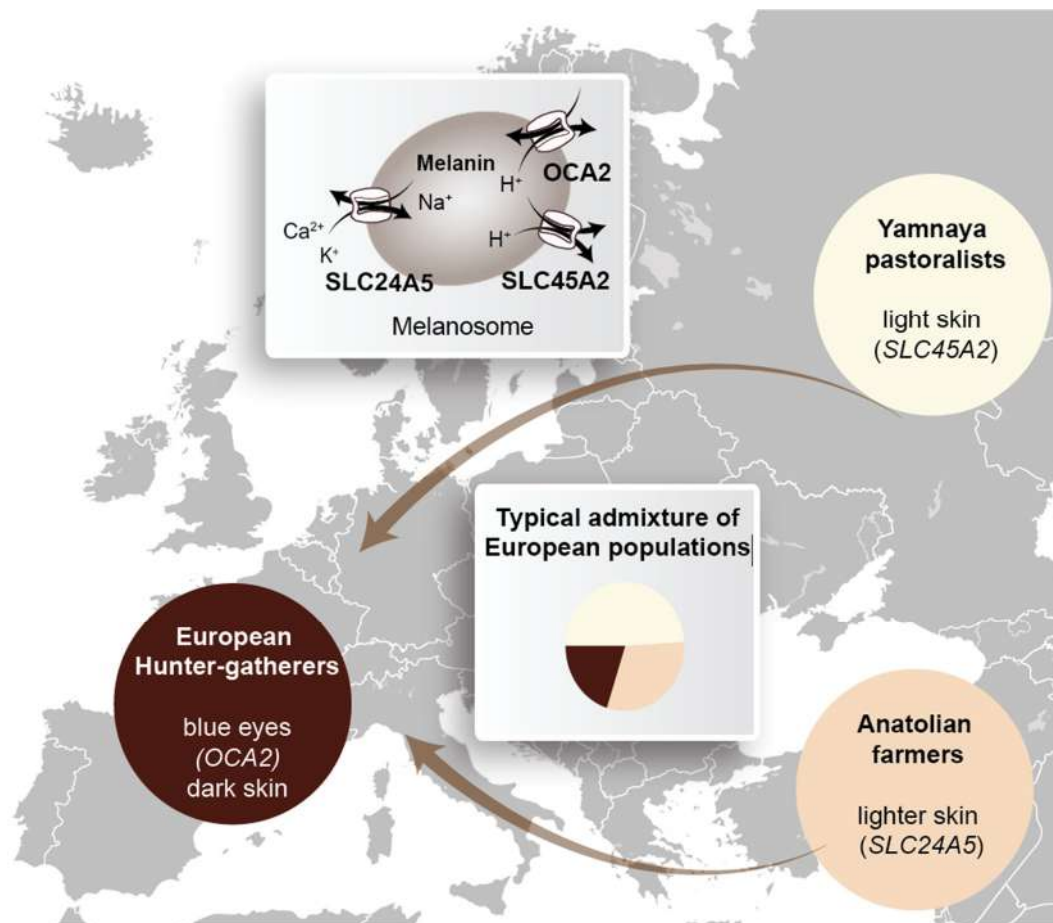 Melanin
OCA2
H⁺
Na⁺
Ca²⁺
K⁺
H⁺
SLC24A5
SLC45A2
Melanosome
Yamnaya
pastoralists
light skin
(SLC45A2)
Typical admixture of
European populations
European
Hunter-gatherers
blue eyes
(OCA2)
dark skin
Anatolian
farmers
lighter skin
(SLC24A5)